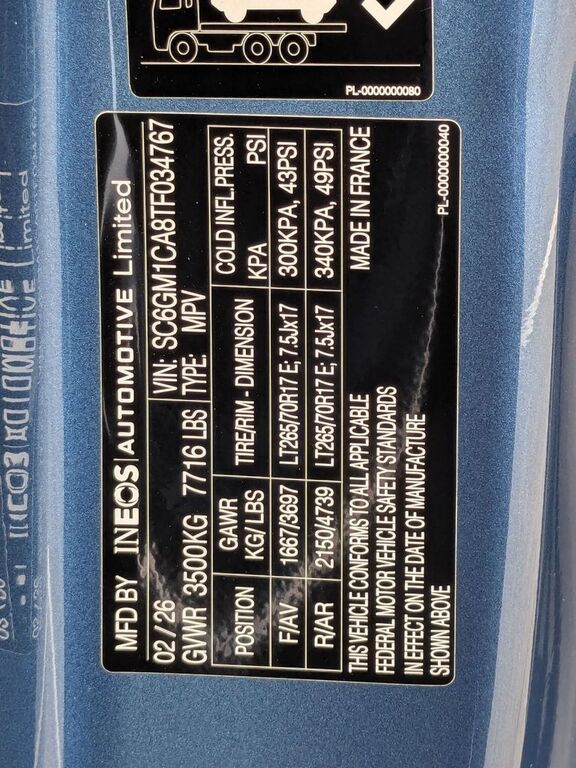 PL-0000000080
MFD BY INEOS AUTOMOTIVE Limited
02 / 26 VIN: SC6GM1CA8TF034767
GVWR 3500KG 7716 LBS TYPE: MPV
POSITION GAWR KG/LBS TIRE/RIM - DIMENSION COLD INFL.PRESS. KPA PSI
F/AV 1667/3697 LT265/70R17 E; 7.5Jx17 300KPA, 43PSI
R/AR 2150/4739 LT265/70R17 E; 7.5Jx17 340KPA, 49PSI
THIS VEHICLE CONFORMS TO ALL APPLICABLE MADE IN FRANCE
FEDERAL MOTOR VEHICLE SAFETY STANDARDS
IN EFFECT ON THE DATE OF MANUFACTURE
SHOWN ABOVE
PL-0000000040